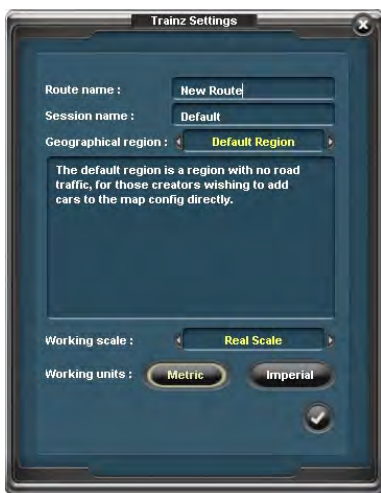 Trainz Settings
Route name : New Route
Session name : Default
Geographical region : Default Region
The default region is a region with no road
traffic, for those creators wishing to add
cars to the map config directly.
Working scale : Real Scale
Working units : Metric Imperial